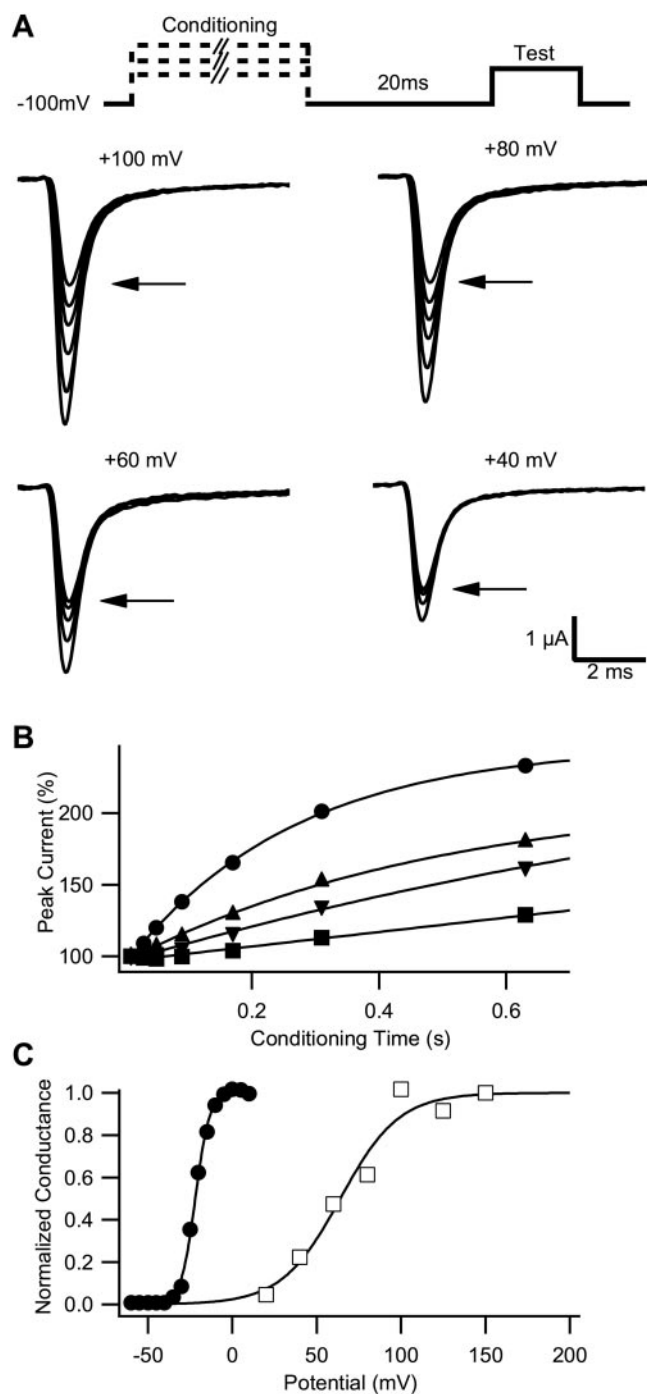 A
Conditioning
Test
-100mV
20ms
+100 mV
+80 mV
+60 mV
+40 mV
1 µA
2 ms
B
Peak Current (%)
200
150
100
0.2
0.4
0.6
Conditioning Time (s)
C
Normalized Conductance
1.0
0.8
0.6
0.4
0.2
0.0
-50
0
50
100
150
200
Potential (mV)